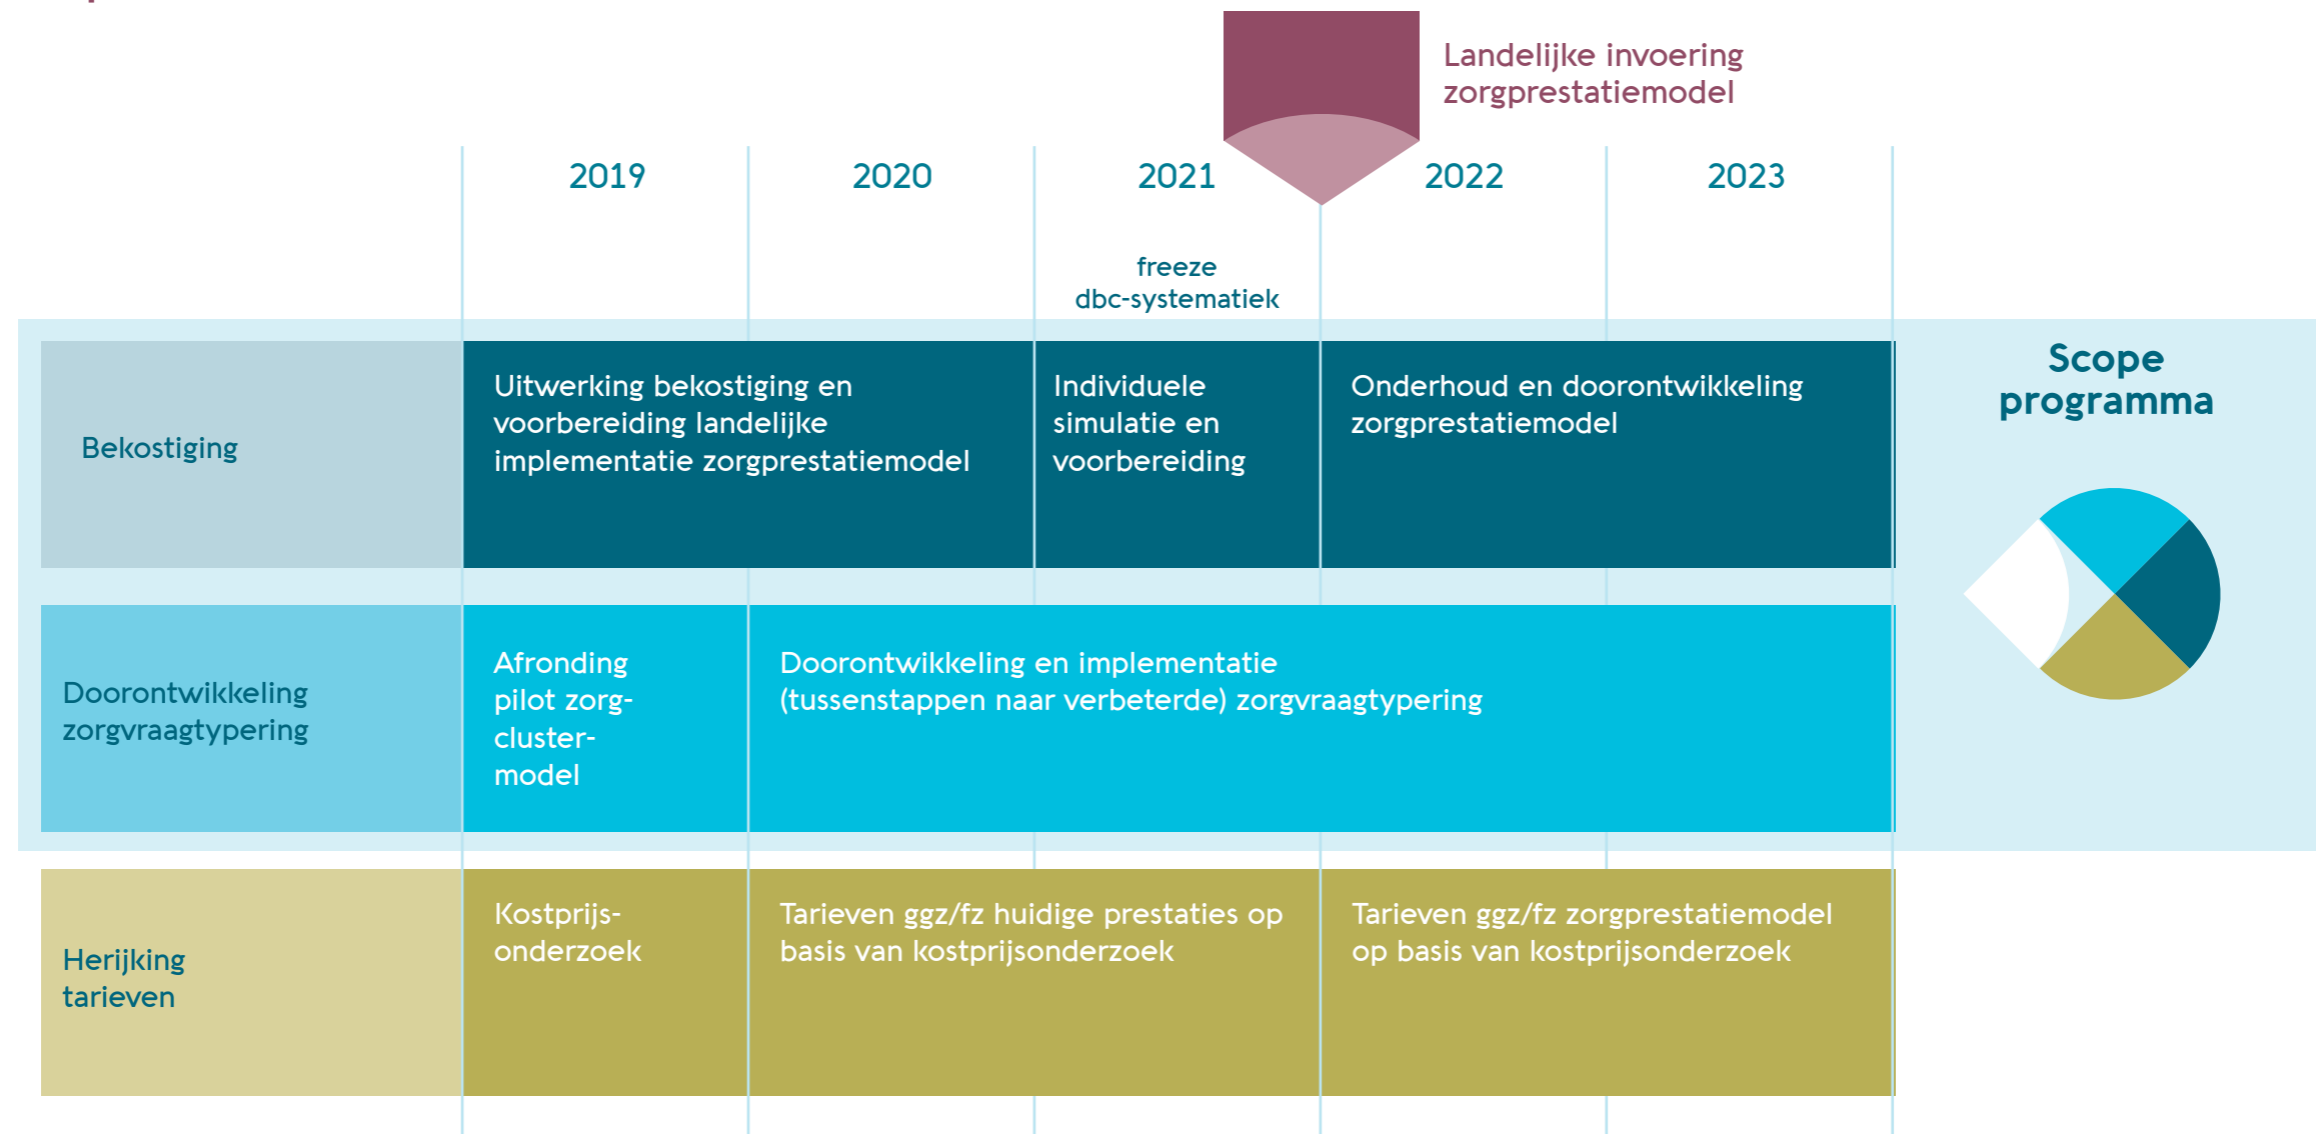 Landelijke invoering
zorgprestatiemodel
2019
2020
2021
2022
2023
freeze
dbc-systematiek
Bekostiging
Uitwerking bekostiging en
voorbereiding landelijke
implementatie zorgprestatiemodel
Individuele
simulatie en
voorbereiding
Onderhoud en doorontwikkeling
zorgprestatiemodel
Scope
programma
Doorontwikkeling
zorgvraagtypering
Afronding
pilot zorg-
cluster-
model
Doorontwikkeling en implementatie
(tussenstappen naar verbeterde) zorgvraagtypering
Herijking
tarieven
Kostprijs-
onderzoek
Tarieven ggz/fz huidige prestaties op
basis van kostprijsonderzoek
Tarieven ggz/fz zorgprestatiemodel
op basis van kostprijsonderzoek